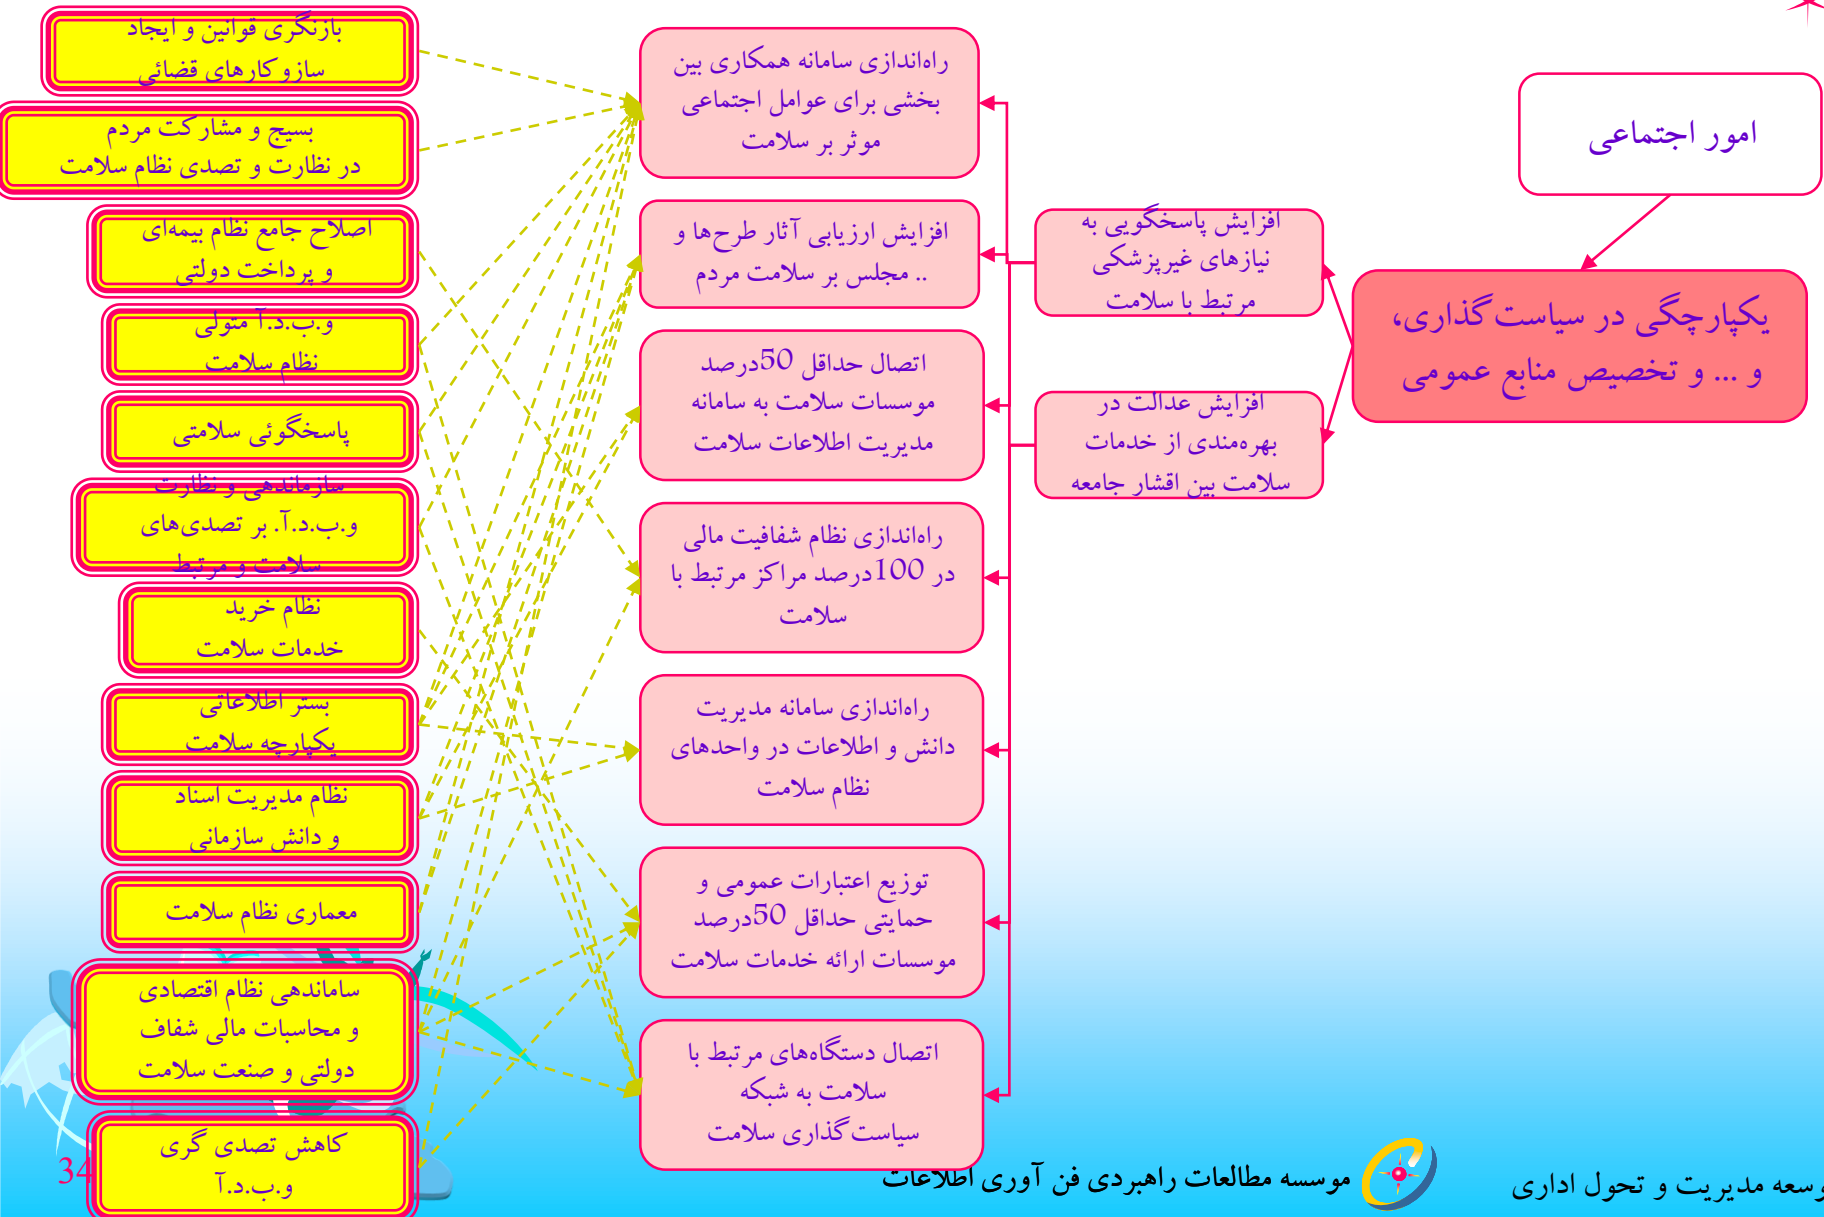 امور اجتماعی
یکپارچگی در سیاست‌گذاری،
و ... و تخصیص منابع عمومی
افزایش پاسخگویی به
نیازهای غیرپزشکی
مرتبط با سلامت
افزایش عدالت در
بهره‌مندی از خدمات
سلامت بین اقشار جامعه
راه‌اندازی سامانه همکاری بین
بخشی برای عوامل اجتماعی
موثر بر سلامت
افزایش ارزیابی آثار طرح‌ها و
.. مجلس بر سلامت مردم
اتصال حداقل 50درصد
موسسات سلامت به سامانه
مدیریت اطلاعات سلامت
راه‌اندازی نظام شفافیت مالی
در 100درصد مراکز مرتبط با
سلامت
راه‌اندازی سامانه مدیریت
دانش و اطلاعات در واحدهای
نظام سلامت
توزیع اعتبارات عمومی و
حمایتی حداقل 50درصد
موسسات ارائه خدمات سلامت
اتصال دستگاه‌های مرتبط با
سلامت به شبکه
سیاست‌گذاری سلامت
بازنگری قوانین و ایجاد
سازوکارهای قضائی
بسیج و مشارکت مردم
در نظارت و تصدی نظام سلامت
اصلاح جامع نظام بیمه‌ای
و پرداخت دولتی
و.ب.د.آ متولی
نظام سلامت
پاسخگوئی سلامتی
سازماندهی و نظارت
و.ب.د.آ. بر تصدی‌های
سلامت و مرتبط
نظام خرید
خدمات سلامت
بستر اطلاعاتی
یکپارچه سلامت
نظام مدیریت اسناد
و دانش سازمانی
معماری نظام سلامت
ساماندهی نظام اقتصادی
و محاسبات مالی شفاف
دولتی و صنعت سلامت
کاهش تصدی گری
و.ب.د.آ
وسعه مدیریت و تحول اداری
موسسه مطالعات راهبردی فن آوری اطلاعات
34